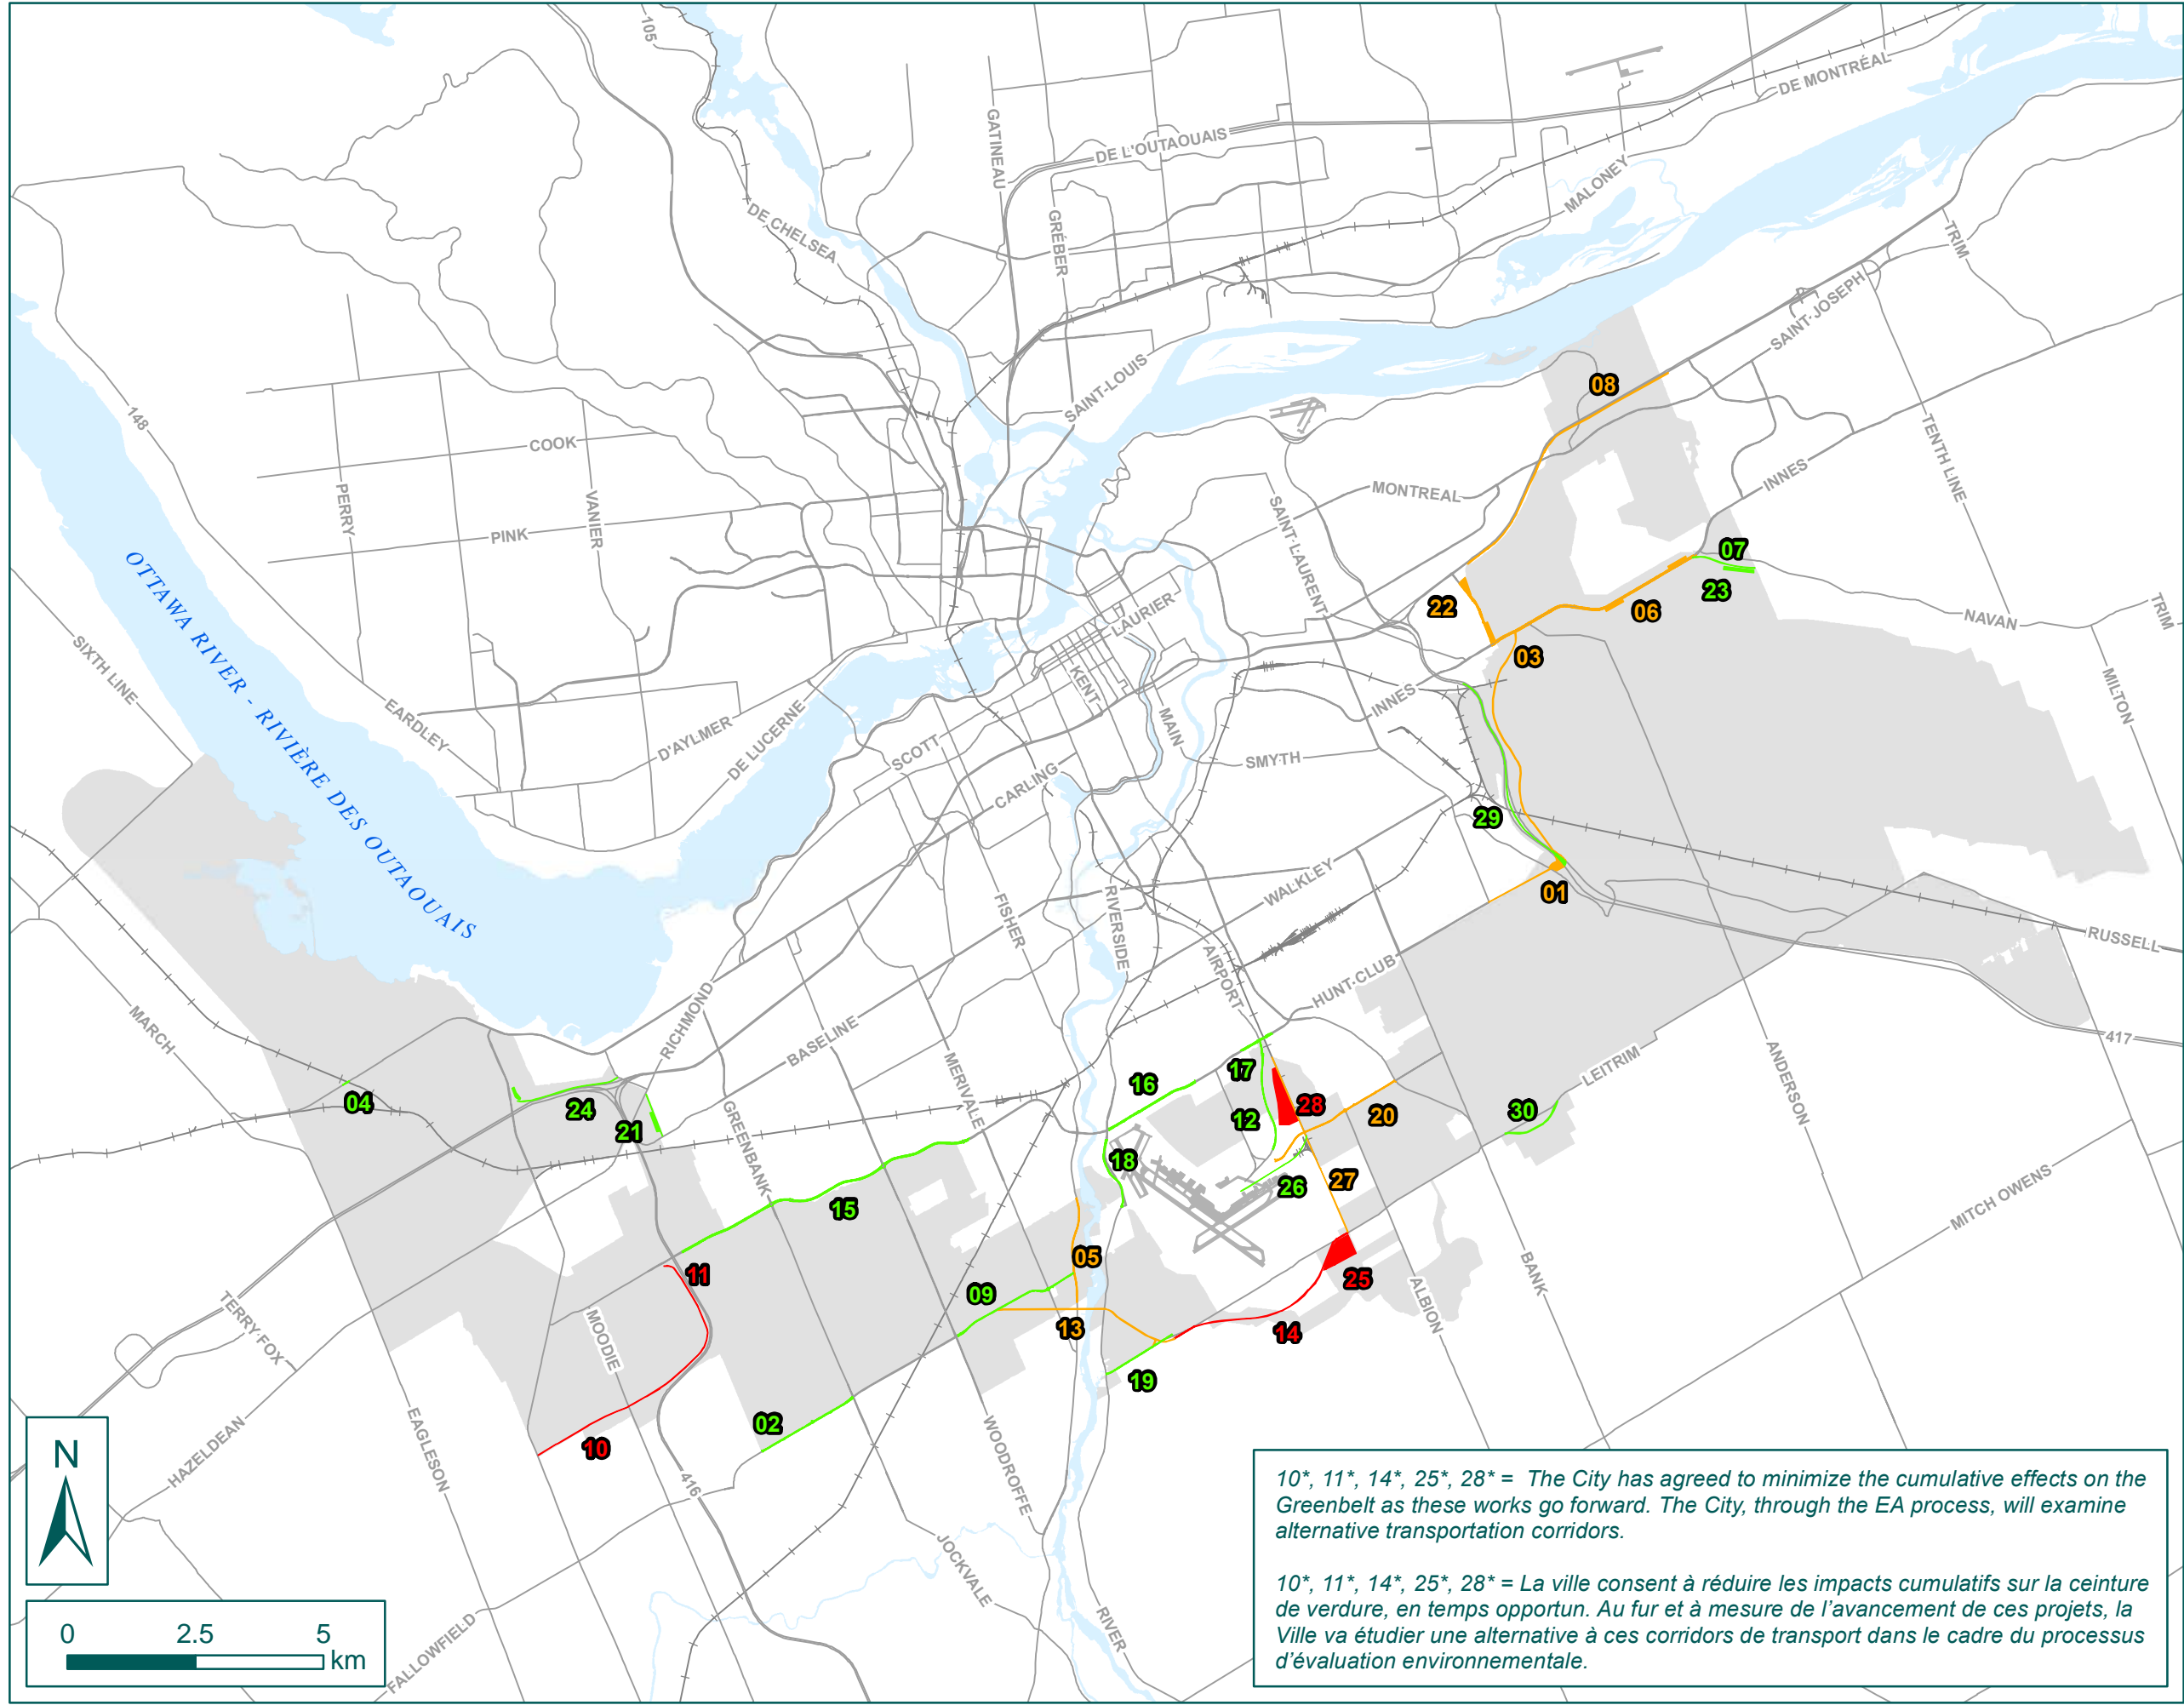 105
DE MONTRÉAL
GATINEAU
DE L'OUTAOUAIS
MALONEY
DE CHELSEA
GRÉBER
TRIM
SAINT-JOSEPH
148
SAINT-LOUIS
08
COOK
TENTH LINE
INNES
PERRY
VANIER
MONTREAL
PINK
SAINT-LAURENT
07
OTTAWA RIVER - RIVIÈRE DES OUTAOUAIS
23
22
06
LAURIER
NAVAN
TRIM
SIXTH LINE
03
KENT
MILTON
EARDLEY
INNES
D'AYLMER
DE LUCERNE
MAIN
SCOTT
SMYTH
CARLING
29
WALKLEY
01
FISHER
RIVERSIDE
RUSSELL
AIRPORT
HUNT-CLUB
MARCH
RICHMOND
BASELINE
417
ANDERSON
LEITRIM
17
16
MERIVALE
04
24
28
20
30
12
21
GREENBANK
18
27
26
15
MITCH OWENS
05
11
25
09
BANK
ALBION
TERRY FOX
MOODIE
13
14
19
02
10
EAGLESON
HAZELDEAN
WOODROFFE
416
N
JOCKVALE
RIVER
FALLOWFIELD
0 2.5 5
km
10*, 11*, 14*, 25*, 28* = The City has agreed to minimize the cumulative effects on the
Greenbelt as these works go forward. The City, through the EA process, will examine
alternative transportation corridors.
10*, 11*, 14*, 25*, 28* = La ville consent à réduire les impacts cumulatifs sur la ceinture
de verdure, en temps opportun. Au fur et à mesure de l'avancement de ces projets, la
Ville va étudier une alternative à ces corridors de transport dans le cadre du processus
d'évaluation environnementale.